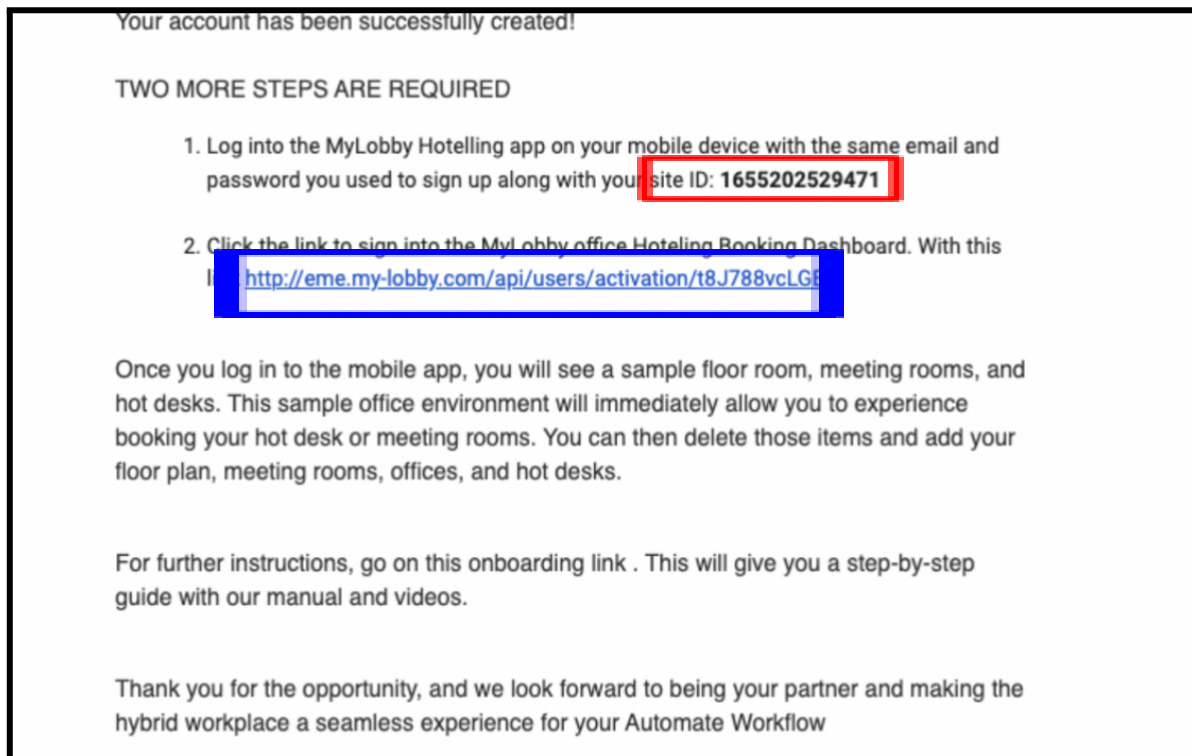 Your account has been successfully created!
TWO MORE STEPS ARE REQUIRED
1. Log into the MyLobby Hotelling app on your mobile device with the same email and
password you used to sign up along with your site ID: 1655202529471
2. Click the link to sign into the MyLobby office Hoteling Booking Dashboard. With this
http://eme.my-lobby.com/api/users/activation/t8J788vcLGE
Once you log in to the mobile app, you will see a sample floor room, meeting rooms, and
hot desks. This sample office environment will immediately allow you to experience
booking your hot desk or meeting rooms. You can then delete those items and add your
floor plan, meeting rooms, offices, and hot desks.
For further instructions, go on this onboarding link . This will give you a step-by-step
guide with our manual and videos.
Thank you for the opportunity, and we look forward to being your partner and making the
hybrid workplace a seamless experience for your Automate Workflow